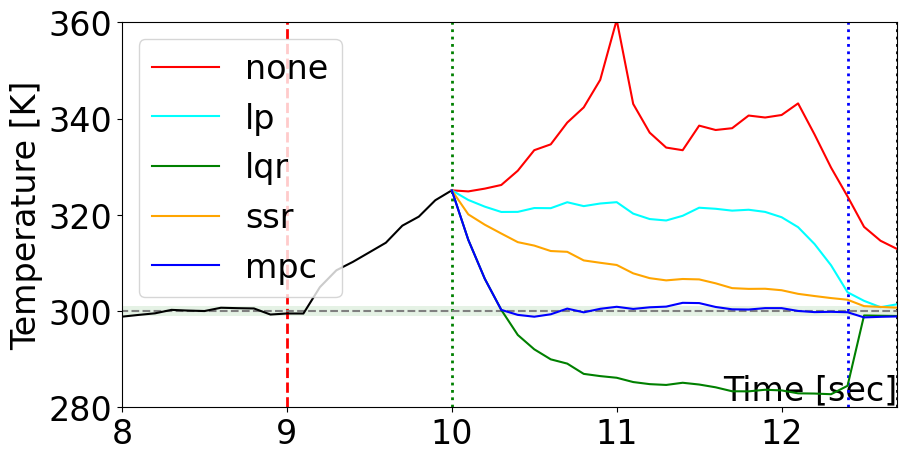 Temperature [K]
360
340
320
300
280
none
lp
lqr
ssr
mpc
Time [sec]
8 9 10 11 12